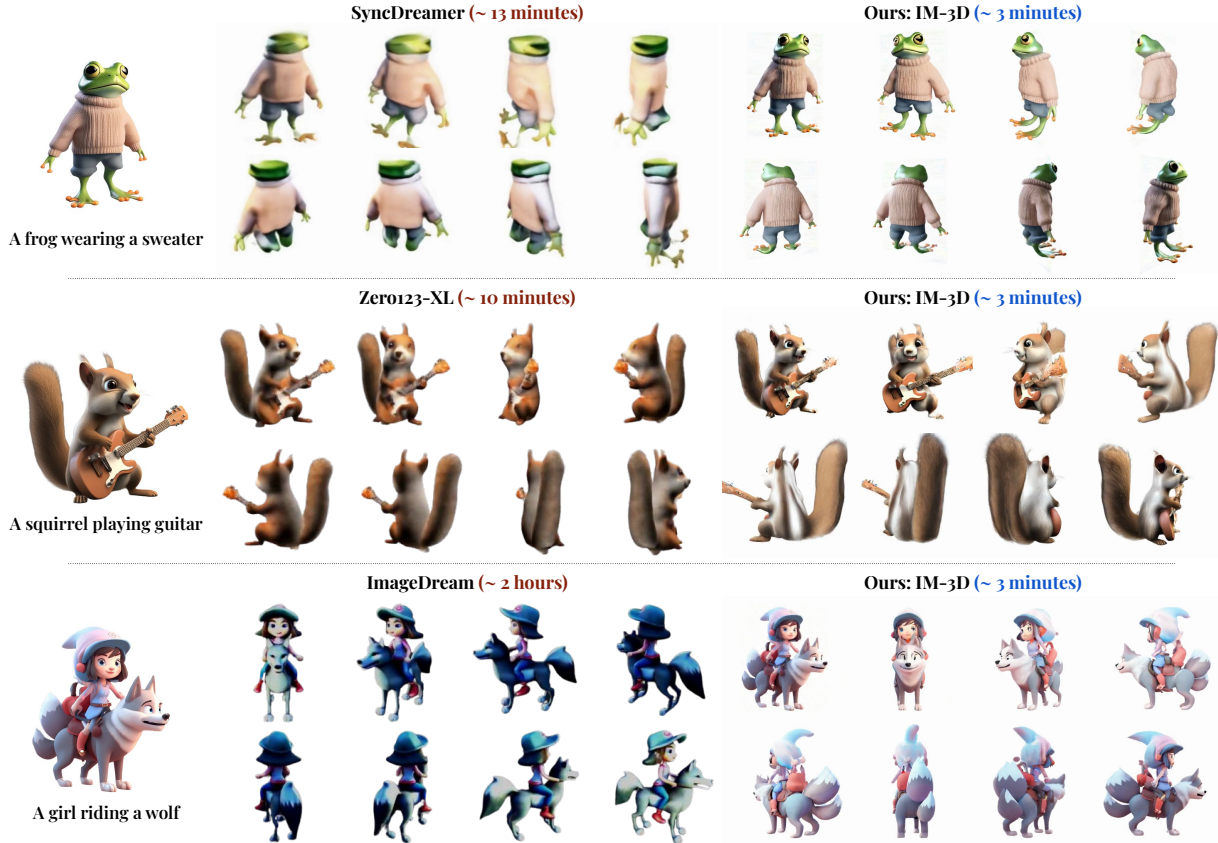 SyncDreamer (~ 13 minutes)
Ours: IM-3D (~ 3 minutes)
A frog wearing a sweater
Zero123-XL (~ 10 minutes)
Ours: IM-3D (~ 3 minutes)
A squirrel playing guitar
ImageDream (~ 2 hours)
Ours: IM-3D (~ 3 minutes)
A girl riding a wolf